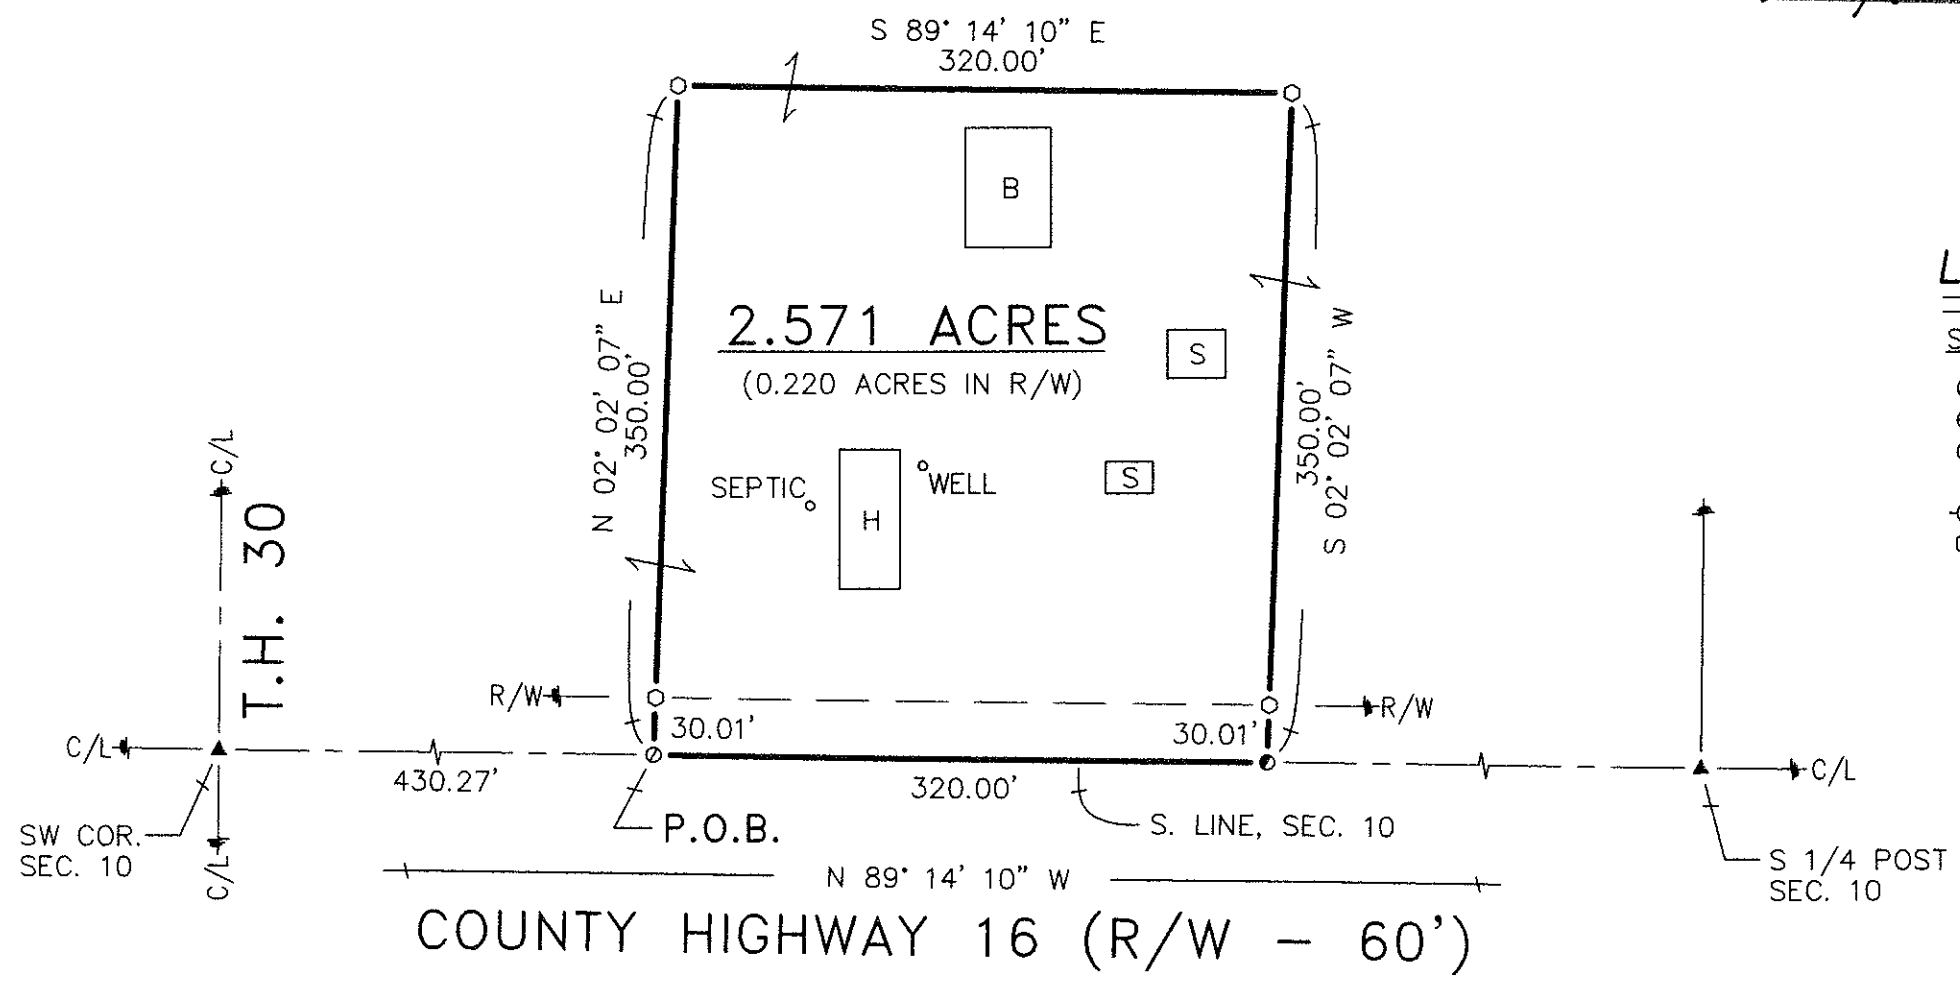 S 89° 14' 10" E
320.00'
B
2.571 ACRES
(0.220 ACRES IN R/W)
S
N 02° 02' 07" E
350.00'
350.00'
S 02° 02' 07" W
SEPTIC
H
WELL
S
C/L
T.H. 30
R/W
R/W
30.01'
30.01'
C/L
430.27'
320.00'
C/L
SW COR.
SEC. 10
C/L
P.O.B.
S. LINE, SEC. 10
S 1/4 POST
SEC. 10
N 89° 14' 10" W
COUNTY HIGHWAY 16 (R/W - 60')